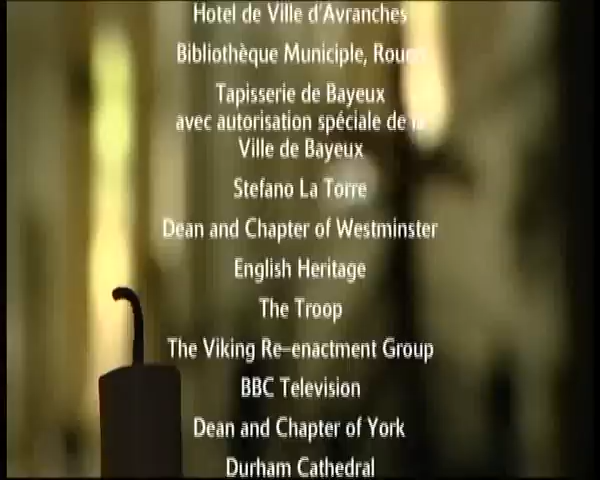 Hotel de Ville d'Avranches
Bibliothèque Municiple, Rouen
Tapisserie de Bayeux
avec autorisation spéciale de la
Ville de Bayeux
Stefano La Torre
Dean and Chapter of Westminster
English Heritage
The Troop
The Viking Re-enactment Group
BBC Television
Dean and Chapter of York
Durham Cathedral